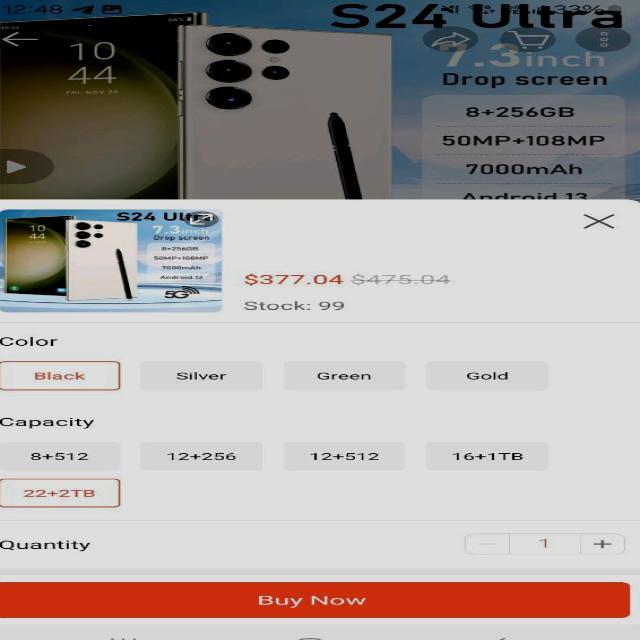 12:48
33%
S24 Ultra
10
44
FRI, NOV 24
7.3inch
Drop screen
8+256GB
50MP+108MP
7000mAh
Android 13
S24 Ultra
10
44
7.3inch
Drop screen
8+256GB
50MP+108MP
7000mAh
Android 13
5G
$377.04 $475.04
Stock: 99
Color
Black Silver Green Gold
Capacity
8+512 12+256 12+512 16+1TB
22+2TB
Quantity
1
Buy Now